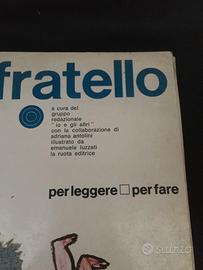 fratello
a cura del
gruppo
redazionale
"io e gli altri"
con la collaborazione di
adriana antolini
illustrato da
emanuele luzzati
la ruota editrice
per leggere □ per fare
subito